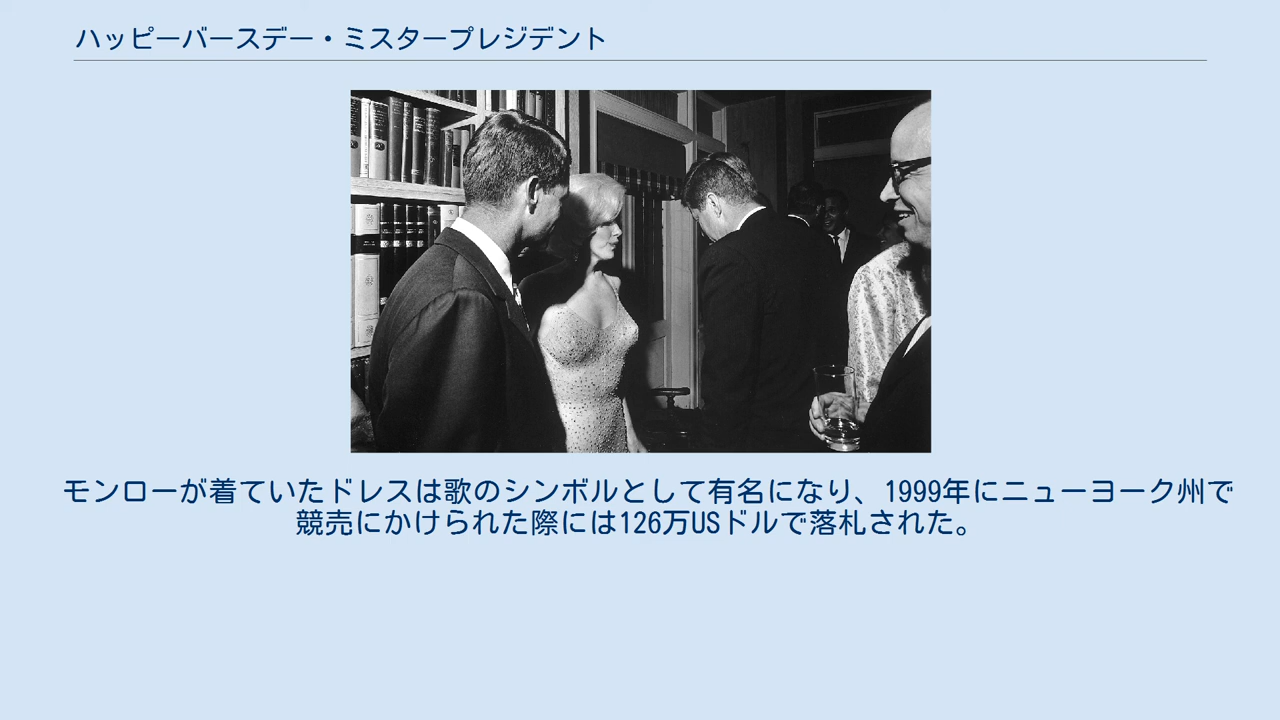 ハッピーバースデー・ミスタープレジデント
モンローが着ていたドレスは歌のシンボルとして有名になり、1999年にニューヨーク州で
競売にかけられた際には126万USドルで落札された。